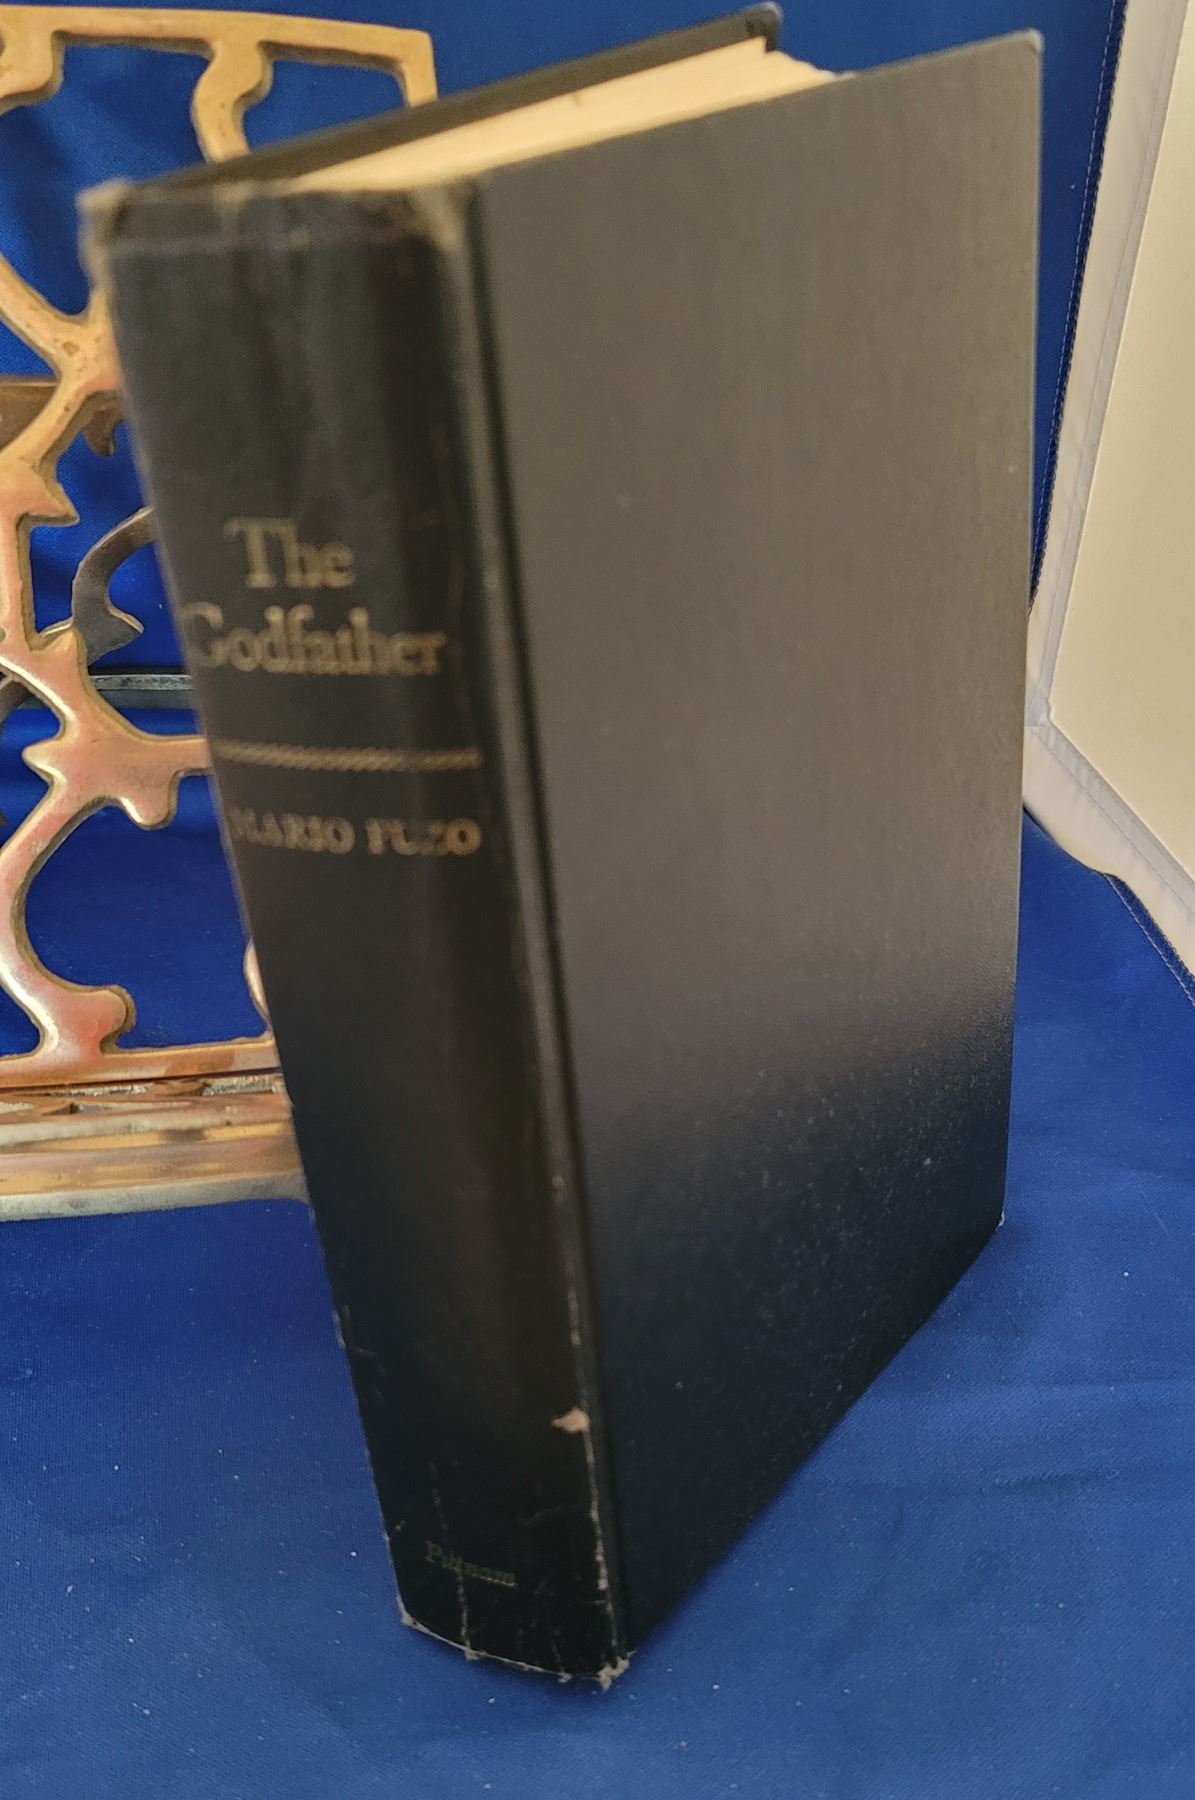 The
Godfather
MARIO PUZO
Putnam